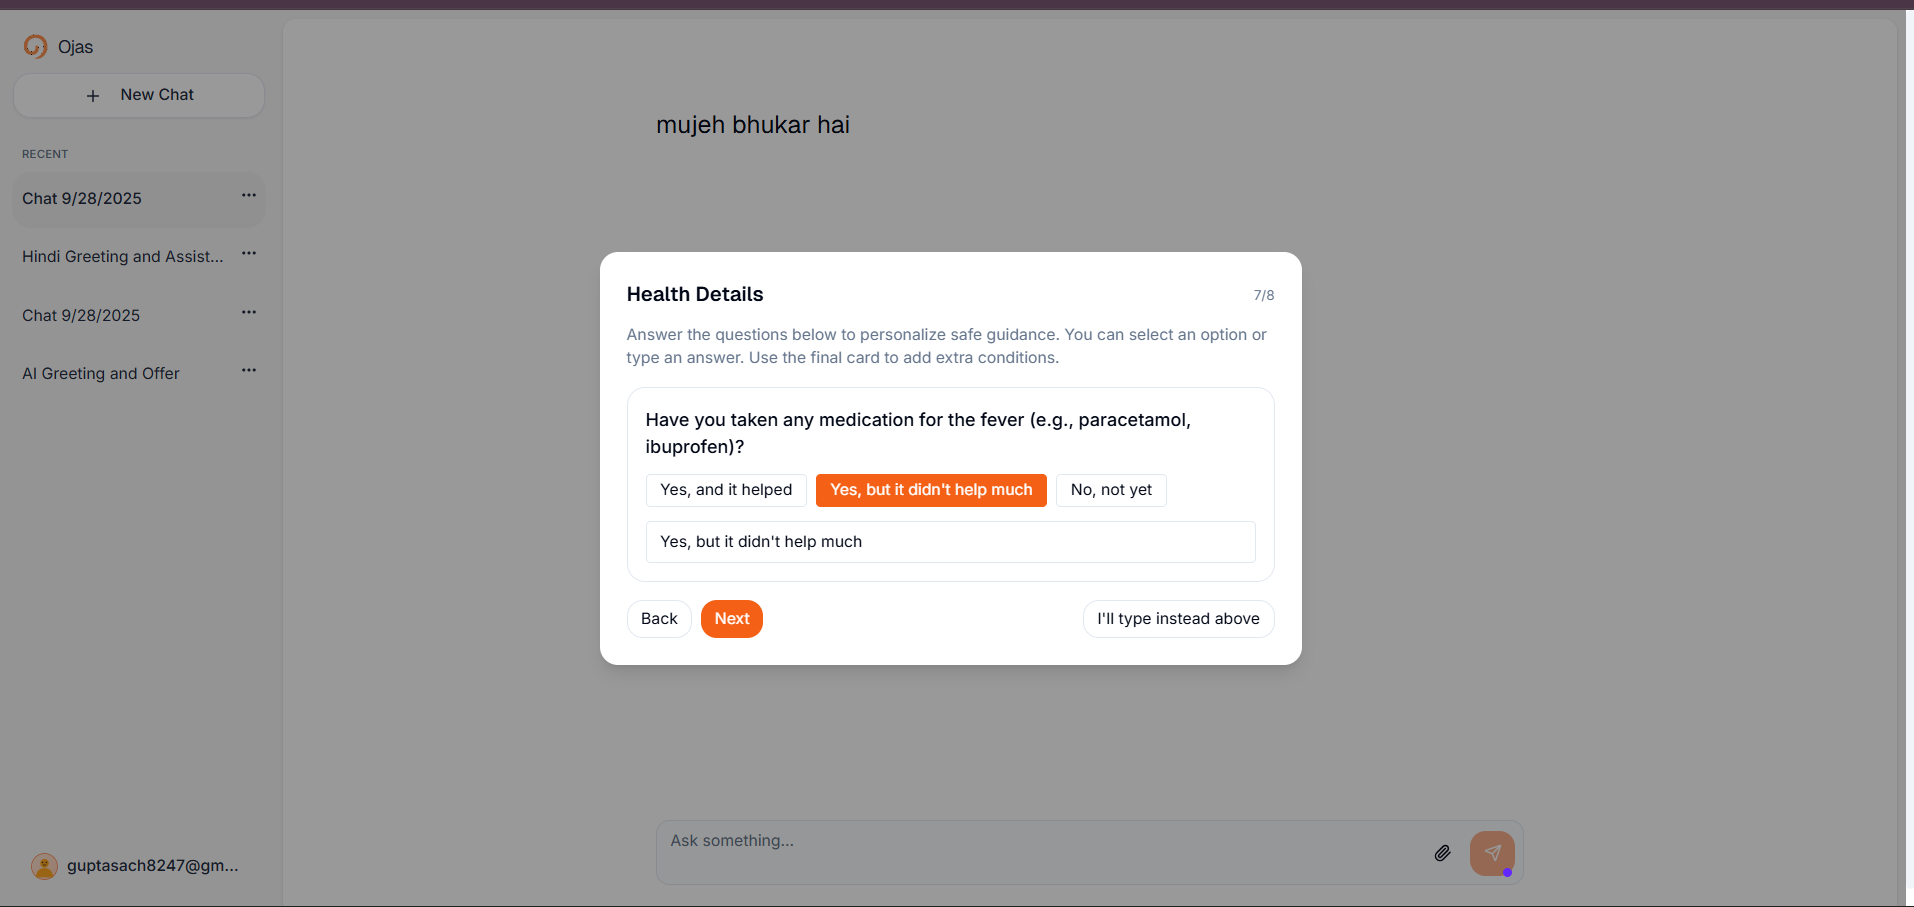 Ojas
+ New Chat
RECENT
Chat 9/28/2025 ...
Hindi Greeting and Assist... ...
Chat 9/28/2025 ...
AI Greeting and Offer ...
guptasach8247@gm...
mujeh bhukar hai
Health Details
7/8
Answer the questions below to personalize safe guidance. You can select an option or
type an answer. Use the final card to add extra conditions.
Have you taken any medication for the fever (e.g., paracetamol,
ibuprofen)?
Yes, and it helped Yes, but it didn't help much No, not yet
Yes, but it didn't help much
Back Next I'll type instead above
Ask something...